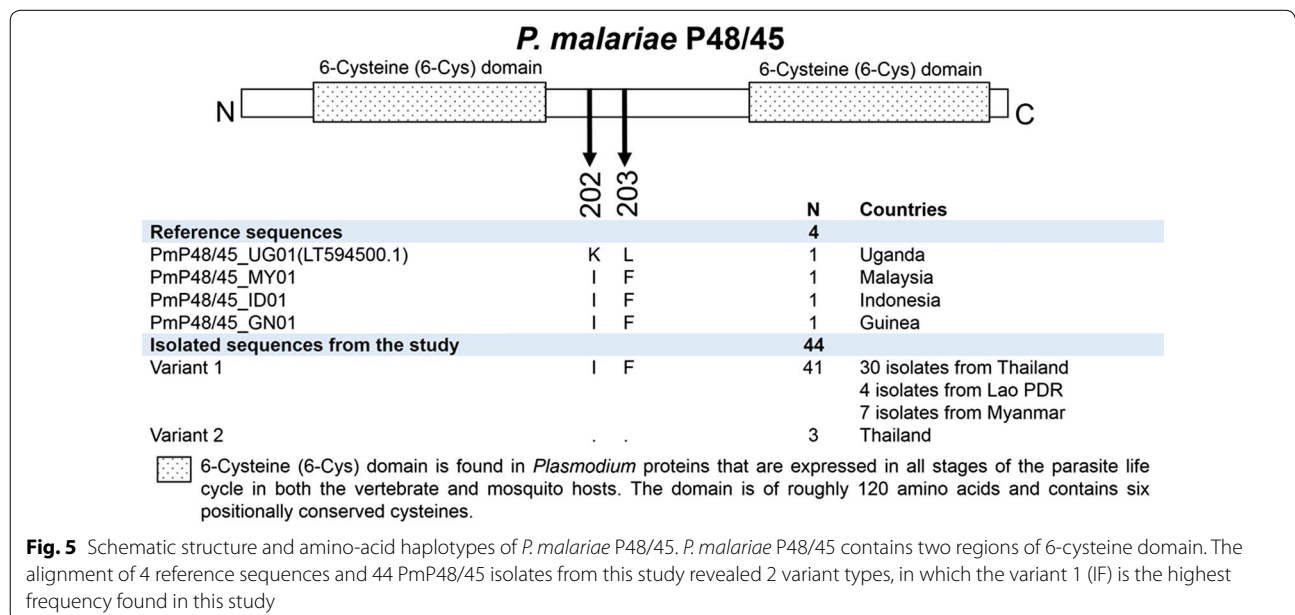 P. malariae P48/45
6-Cysteine (6-Cys) domain 6-Cysteine (6-Cys) domain
N C
202 203
N Countries
Reference sequences 4
PmP48/45_UG01(LT594500.1) K L 1 Uganda
PmP48/45_MY01 I F 1 Malaysia
PmP48/45_ID01 I F 1 Indonesia
PmP48/45_GN01 I F 1 Guinea
Isolated sequences from the study 44
Variant 1 I F 41 30 isolates from Thailand
4 isolates from Lao PDR
7 isolates from Myanmar
Variant 2 . . 3 Thailand
6-Cysteine (6-Cys) domain is found in Plasmodium proteins that are expressed in all stages of the parasite life
cycle in both the vertebrate and mosquito hosts. The domain is of roughly 120 amino acids and contains six
positionally conserved cysteines.
Fig. 5 Schematic structure and amino-acid haplotypes of P. malariae P48/45. P. malariae P48/45 contains two regions of 6-cysteine domain. The
alignment of 4 reference sequences and 44 PmP48/45 isolates from this study revealed 2 variant types, in which the variant 1 (IF) is the highest
frequency found in this study